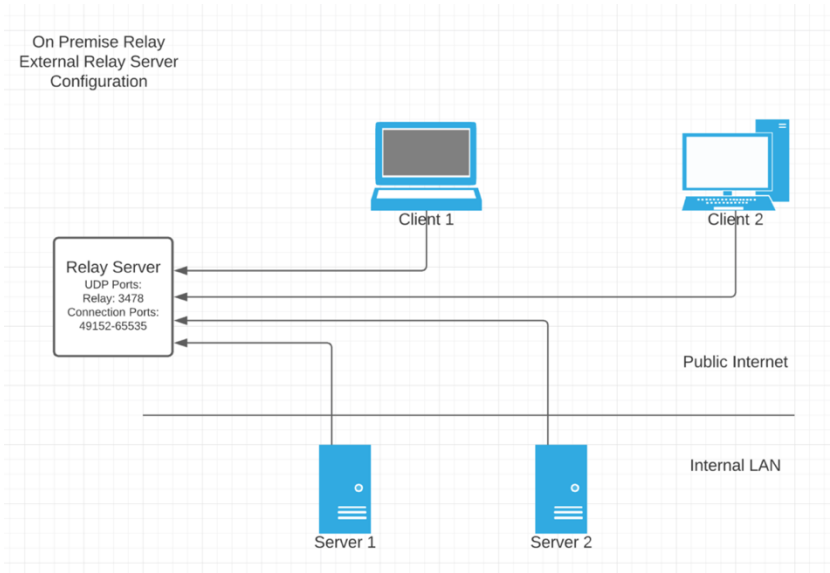 On Premise Relay
External Relay Server
Configuration
Client 1
Client 2
Relay Server
UDP Ports:
Relay: 3478
Connection Ports:
49152-65535
Public Internet
Internal LAN
Server 1
Server 2